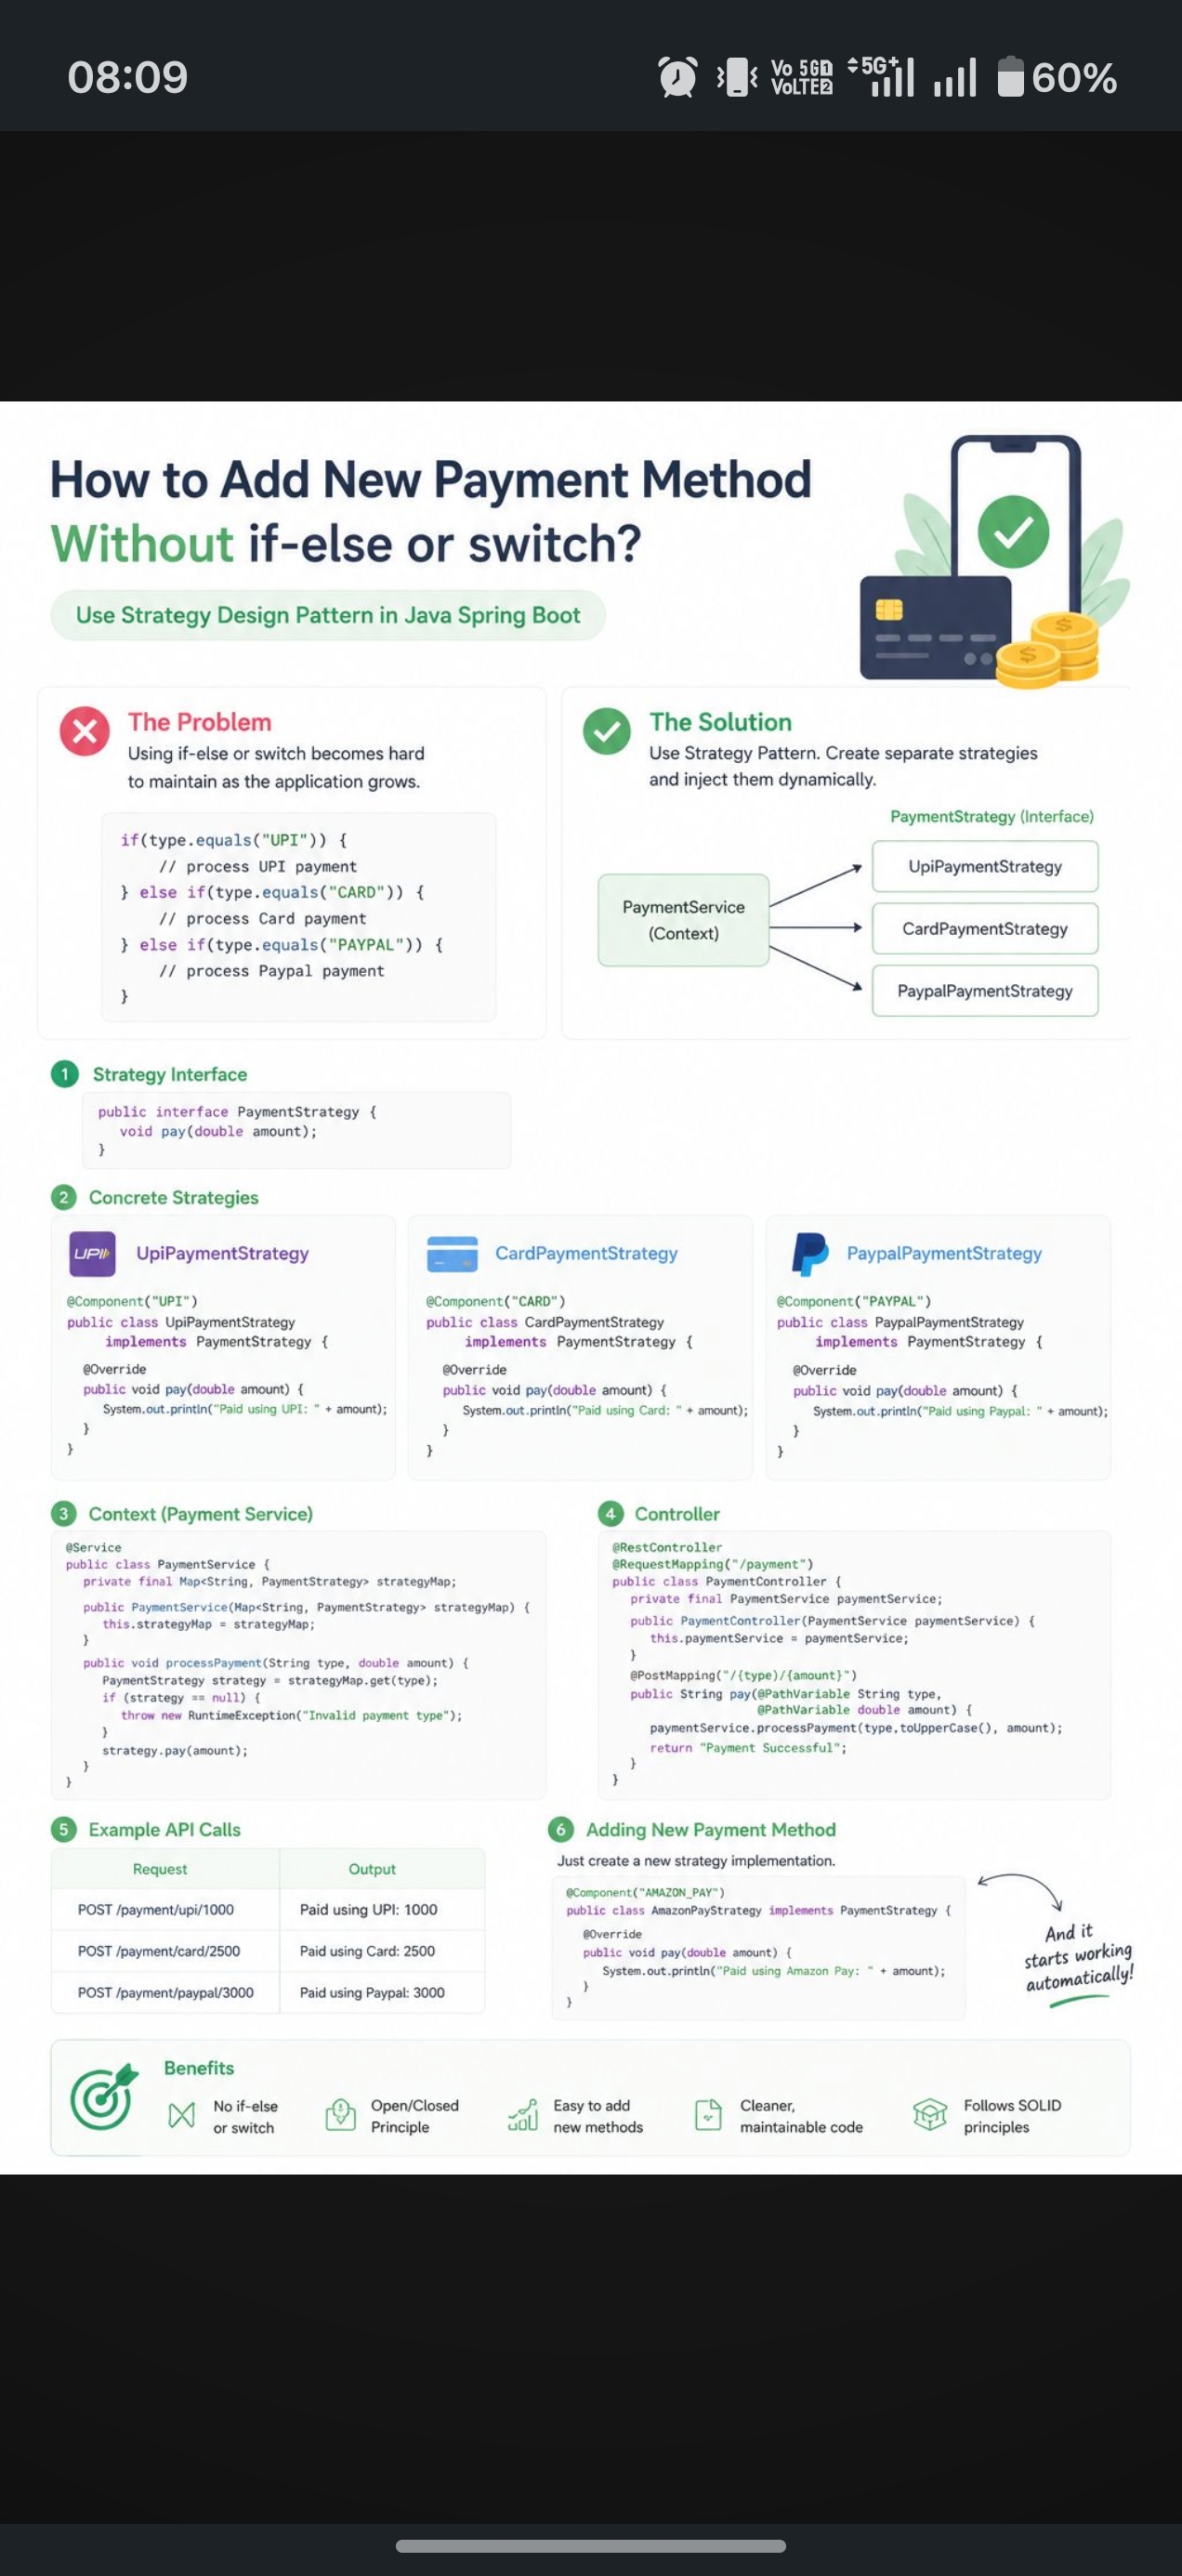 08:09
Vo 5G1
VoLTE2
5G+
60%
How to Add New Payment Method
Without if-else or switch?
Use Strategy Design Pattern in Java Spring Boot
The Problem
Using if-else or switch becomes hard
to maintain as the application grows.
if(type.equals("UPI")) {
// process UPI payment
} else if(type.equals("CARD")) {
// process Card payment
} else if(type.equals("PAYPAL")) {
// process Paypal payment
}
The Solution
Use Strategy Pattern. Create separate strategies
and inject them dynamically.
PaymentStrategy (Interface)
PaymentService
(Context)
UpiPaymentStrategy
CardPaymentStrategy
PaypalPaymentStrategy
1 Strategy Interface
public interface PaymentStrategy {
void pay(double amount);
}
2 Concrete Strategies
UPI UpiPaymentStrategy
@Component("UPI")
public class UpiPaymentStrategy
implements PaymentStrategy {
@Override
public void pay(double amount) {
System.out.println("Paid using UPI: " + amount);
}
}
CardPaymentStrategy
@Component("CARD")
public class CardPaymentStrategy
implements PaymentStrategy {
@Override
public void pay(double amount) {
System.out.println("Paid using Card: " + amount);
}
}
PaypalPaymentStrategy
@Component("PAYPAL")
public class PaypalPaymentStrategy
implements PaymentStrategy {
@Override
public void pay(double amount) {
System.out.println("Paid using Paypal: " + amount);
}
}
3 Context (Payment Service)
@Service
public class PaymentService {
private final Map<String, PaymentStrategy> strategyMap;
public PaymentService(Map<String, PaymentStrategy> strategyMap) {
this.strategyMap = strategyMap;
}
public void processPayment(String type, double amount) {
PaymentStrategy strategy = strategyMap.get(type);
if (strategy == null) {
throw new RuntimeException("Invalid payment type");
}
strategy.pay(amount);
}
}
4 Controller
@RestController
@RequestMapping("/payment")
public class PaymentController {
private final PaymentService paymentService;
public PaymentController(PaymentService paymentService) {
this.paymentService = paymentService;
}
@PostMapping("/{type}/{amount}")
public String pay(@PathVariable String type,
@PathVariable double amount) {
paymentService.processPayment(type,toUpperCase(), amount);
return "Payment Successful";
}
}
5 Example API Calls
Request Output
POST /payment/upi/1000 Paid using UPI: 1000
POST /payment/card/2500 Paid using Card: 2500
POST /payment/paypal/3000 Paid using Paypal: 3000
6 Adding New Payment Method
Just create a new strategy implementation.
@Component("AMAZON_PAY")
public class AmazonPayStrategy implements PaymentStrategy {
@Override
public void pay(double amount) {
System.out.println("Paid using Amazon Pay: " + amount);
}
}
And it
starts working
automatically!
Benefits
No if-else
or switch
Open/Closed
Principle
Easy to add
new methods
Cleaner,
maintainable code
Follows SOLID
principles